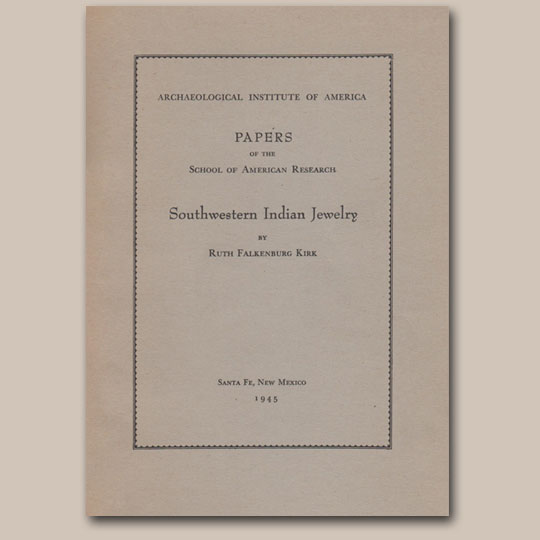 ARCHAEOLOGICAL INSTITUTE OF AMERICA
PAPERS
OF THE
SCHOOL OF AMERICAN RESEARCH
Southwestern Indian Jewelry
BY
RUTH FALKENBURG KIRK
SANTA FE, NEW MEXICO
1945